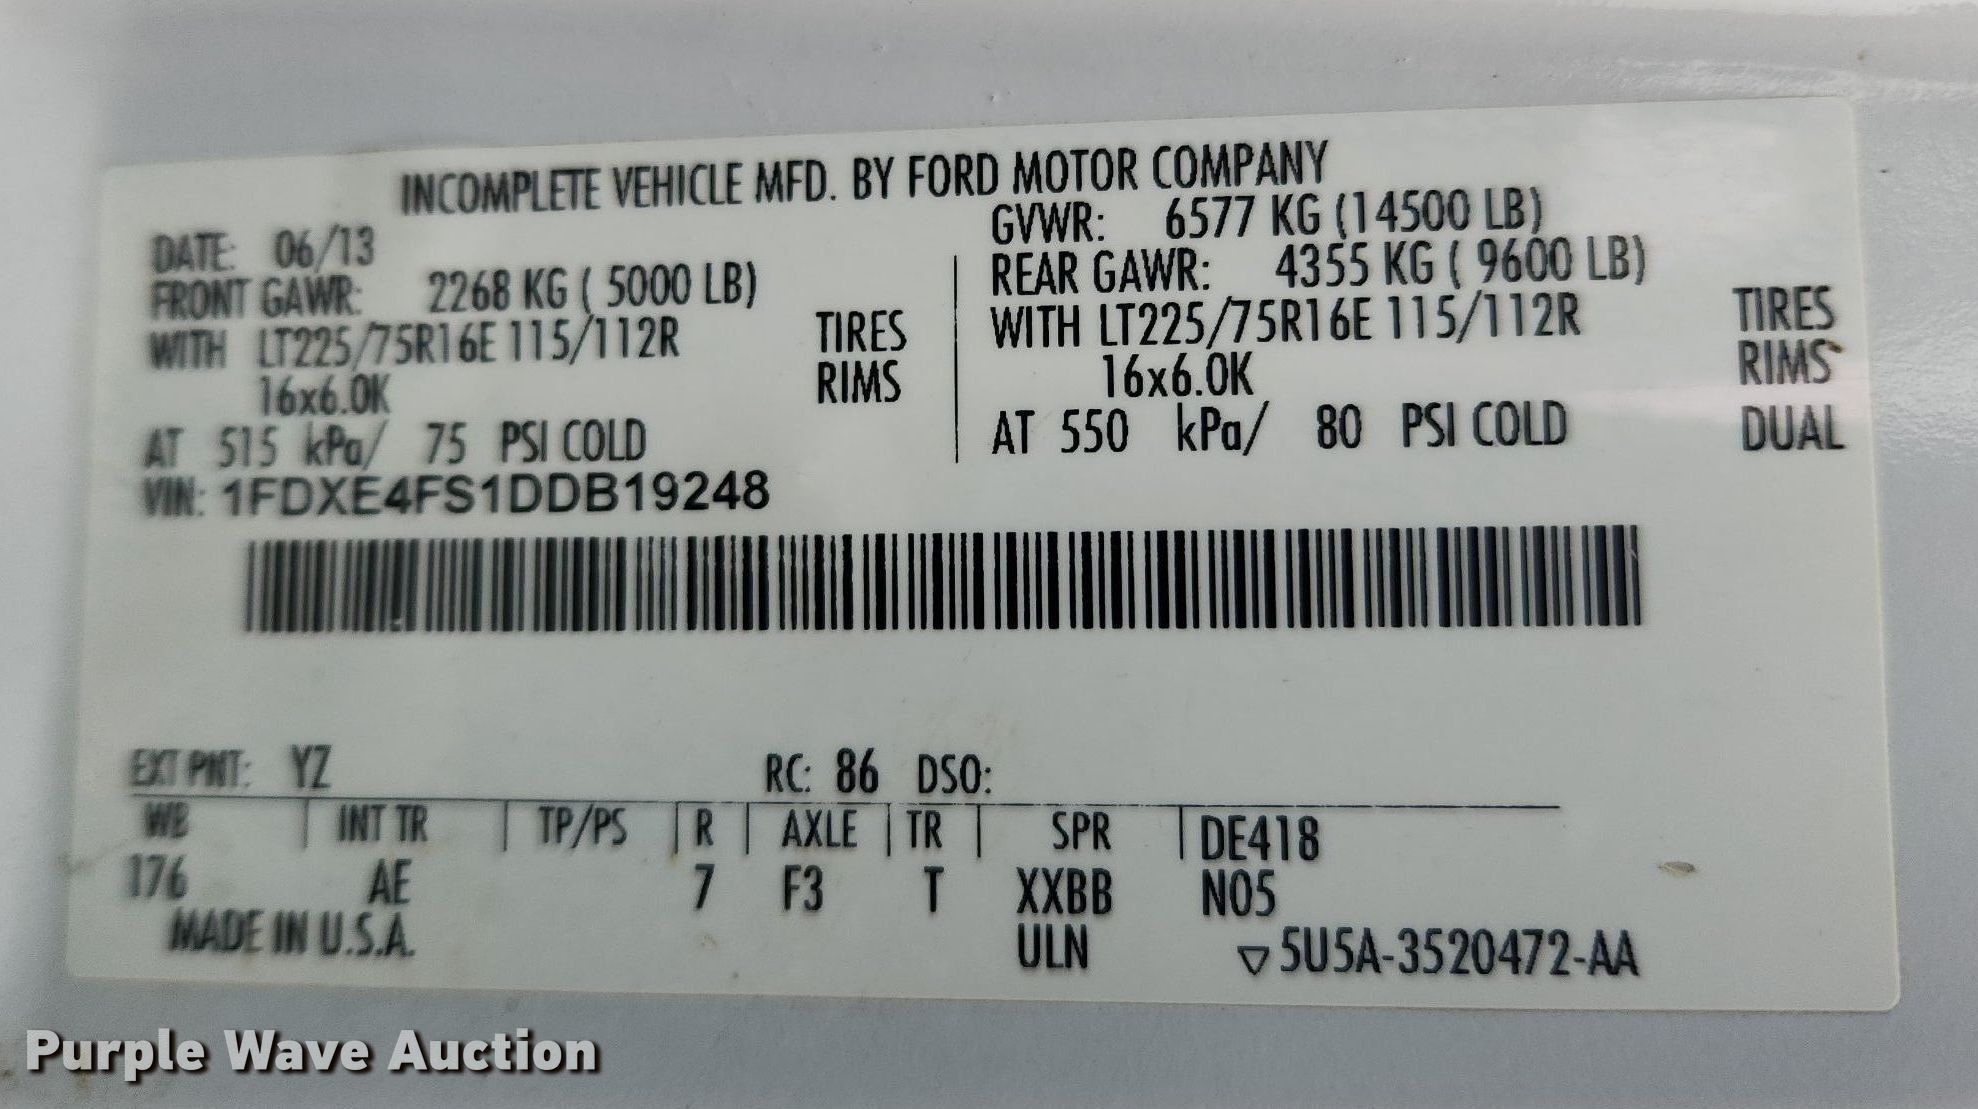 INCOMPLETE VEHICLE MFD. BY FORD MOTOR COMPANY
DATE: 06/13
GVWR: 6577 KG (14500 LB)
FRONT GAWR: 2268 KG ( 5000 LB)
REAR GAWR: 4355 KG ( 9600 LB)
WITH LT225/75R16E 115/112R TIRES
WITH LT225/75R16E 115/112R TIRES
16x6.0K RIMS
16x6.0K RIMS
AT 515 kPa/ 75 PSI COLD
AT 550 kPa/ 80 PSI COLD DUAL
VIN: 1FDXE4FS1DDB19248
EXT PNT: YZ RC: 86 DSO:
WB INT TR TP/PS R AXLE TR SPR DE418
176 AE 7 F3 T XXBB N05
MADE IN U.S.A. ULN ▽5U5A-3520472-AA
Purple Wave Auction